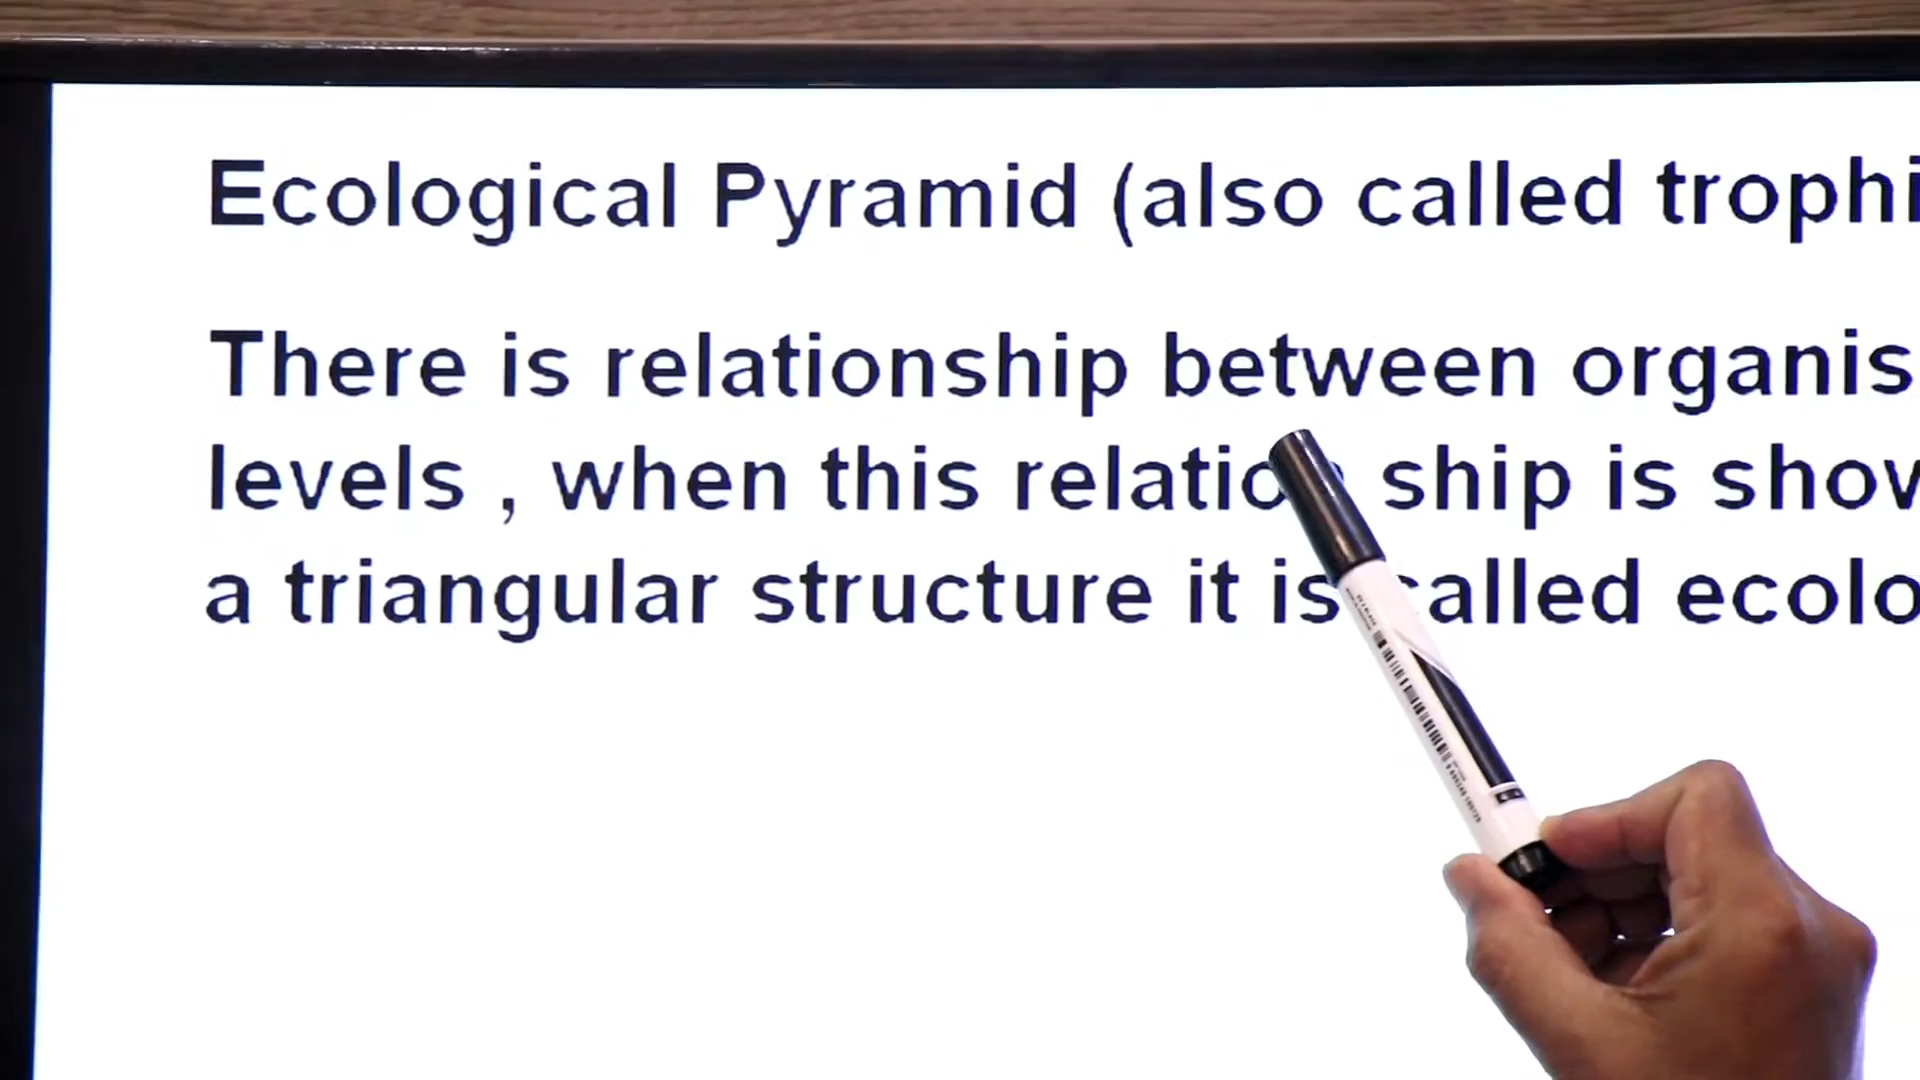 Ecological Pyramid (also called trophi
There is relationship between organis
levels , when this relation ship is show
a triangular structure it is called ecolo